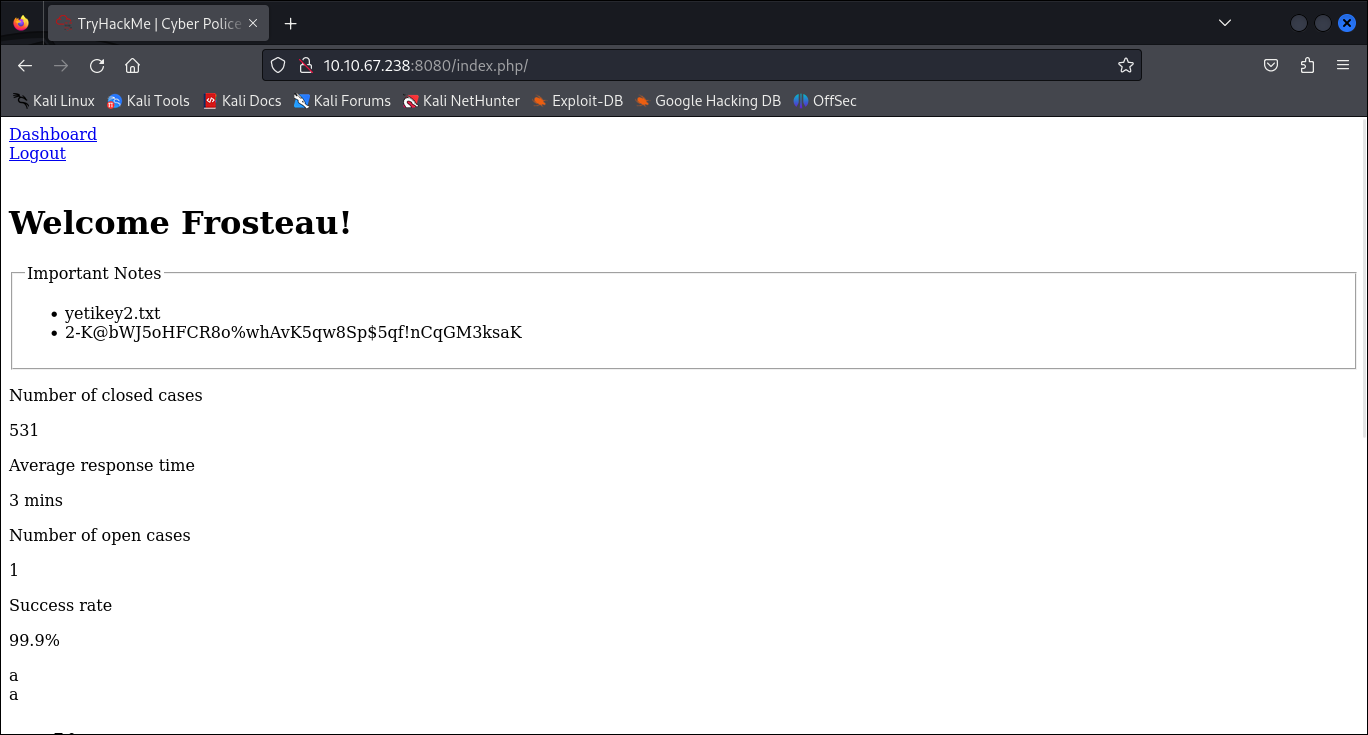 TryHackMe | Cyber Police
10.10.67.238:8080/index.php/
Kali Linux Kali Tools Kali Docs Kali Forums Kali NetHunter Exploit-DB Google Hacking DB OffSec
Dashboard
Logout
Welcome Frosteau!
Important Notes
yetikey2.txt
2-K@bWJ5oHFCR8o%whAvK5qw8Sp$5qf!nCqGM3ksaK
Number of closed cases
531
Average response time
3 mins
Number of open cases
1
Success rate
99.9%
a
a